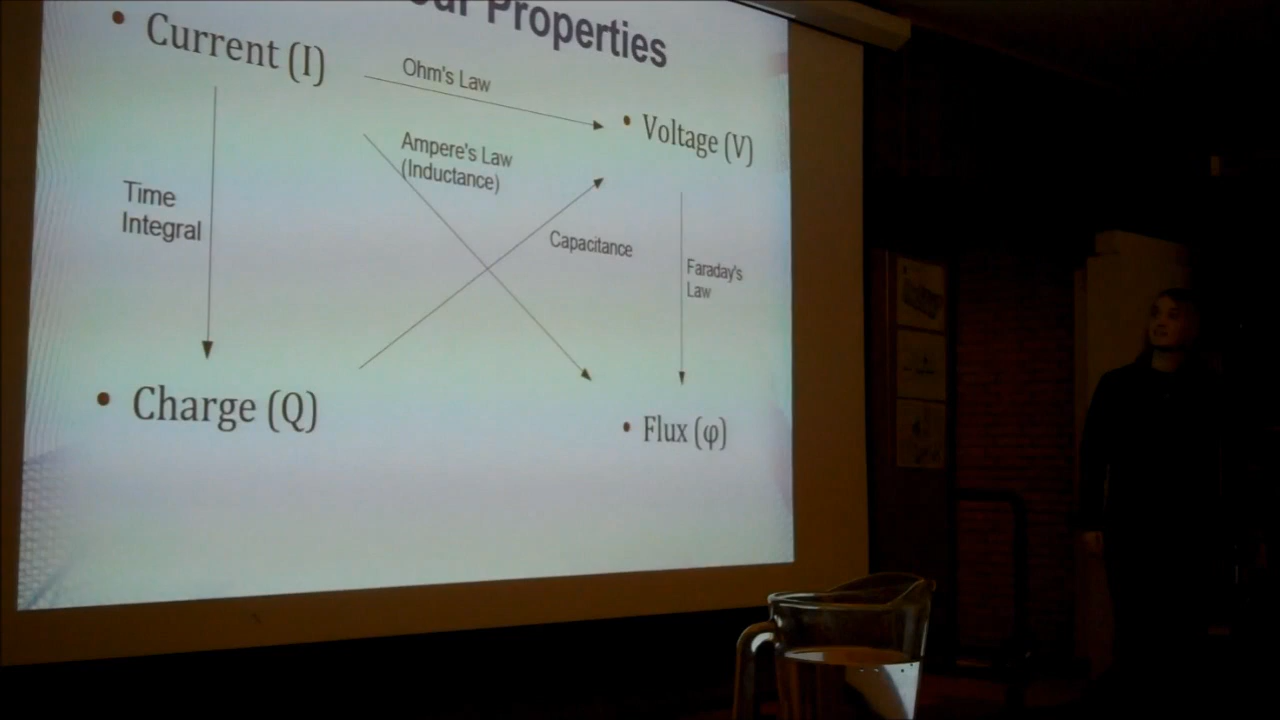 Properties
• Current (I)
Ohm's Law
• Voltage (V)
Ampere's Law
(Inductance)
Time
Integral
Capacitance
Faraday's
Law
• Charge (Q)
• Flux (φ)